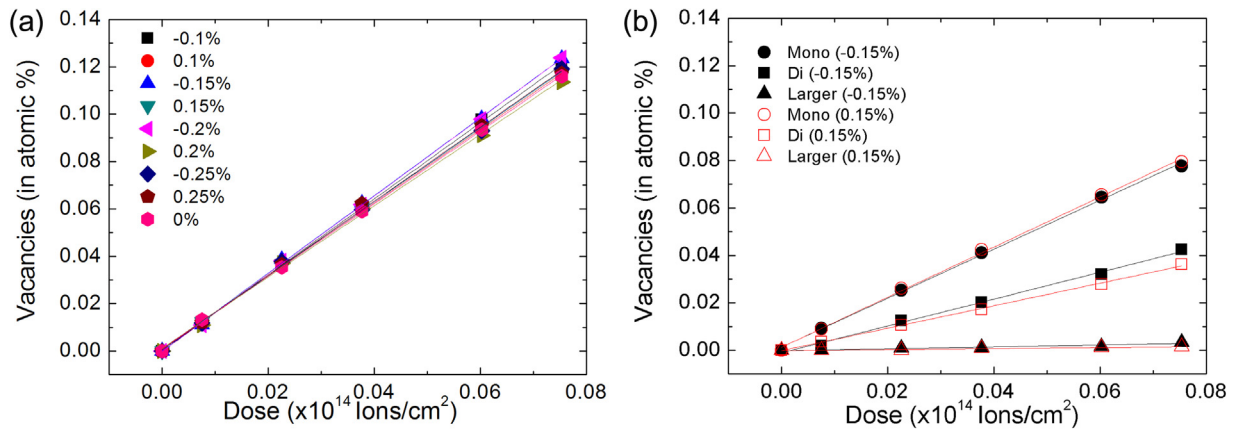 (a)
Vacancies (in atomic %)
0.14
0.12
0.10
0.08
0.06
0.04
0.02
0.00
-0.1%
0.1%
-0.15%
0.15%
-0.2%
0.2%
-0.25%
0.25%
0%
0.00 0.02 0.04 0.06 0.08
Dose (x10¹⁴ Ions/cm²)
(b)
Vacancies (in atomic %)
0.14
0.12
0.10
0.08
0.06
0.04
0.02
0.00
Mono (-0.15%)
Di (-0.15%)
Larger (-0.15%)
Mono (0.15%)
Di (0.15%)
Larger (0.15%)
0.00 0.02 0.04 0.06 0.08
Dose (x10¹⁴ Ions/cm²)